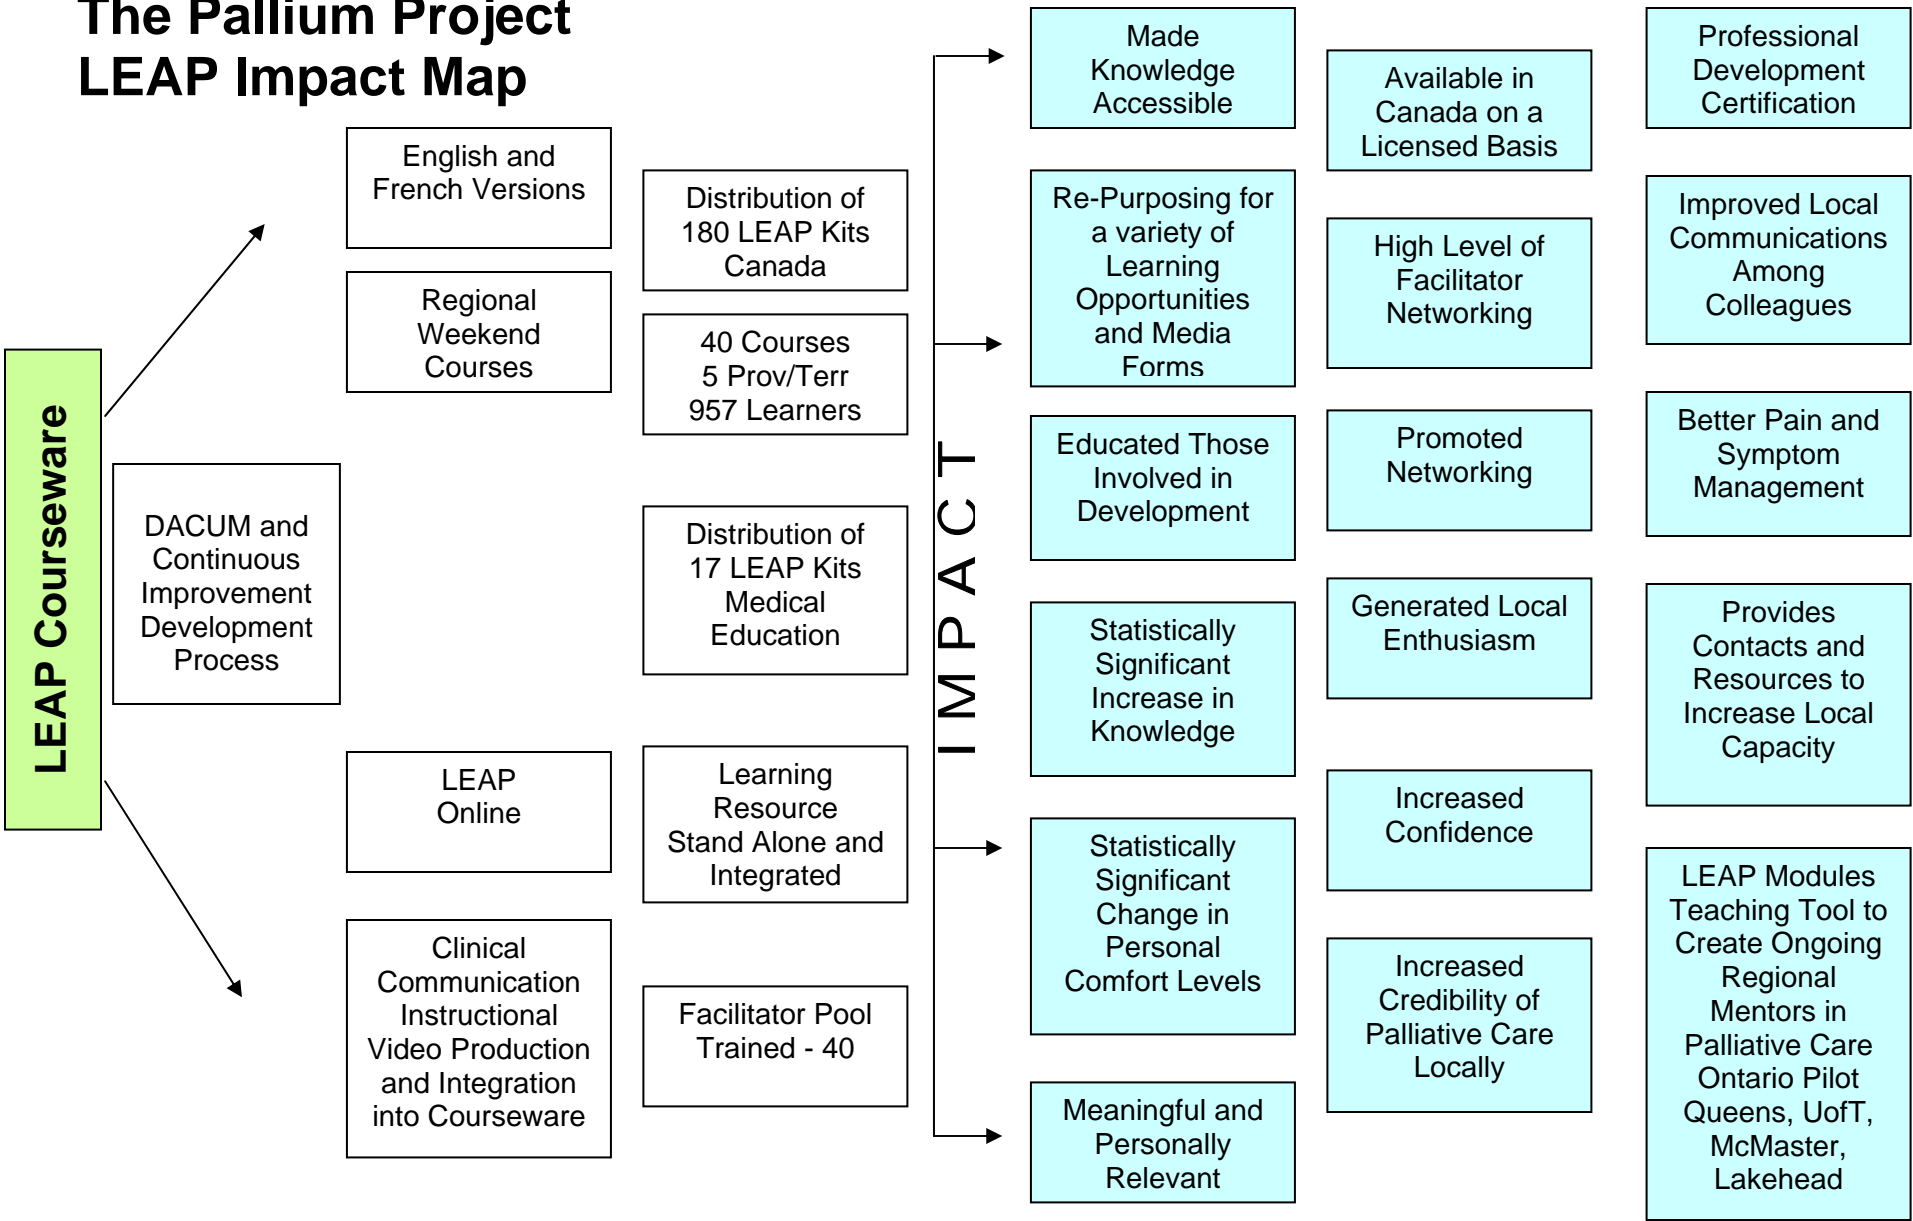 The Pallium Project
LEAP Impact Map
LEAP Courseware
DACUM and
Continuous
Improvement
Development
Process
English and
French Versions
Regional
Weekend
Courses
LEAP
Online
Clinical
Communication
Instructional
Video Production
and Integration
into Courseware
Distribution of
180 LEAP Kits
Canada
40 Courses
5 Prov/Terr
957 Learners
Distribution of
17 LEAP Kits
Medical
Education
Learning
Resource
Stand Alone and
Integrated
Facilitator Pool
Trained - 40
IMPACT
Made
Knowledge
Accessible
Re-Purposing for
a variety of
Learning
Opportunities
and Media
Forms
Educated Those
Involved in
Development
Statistically
Significant
Increase in
Knowledge
Statistically
Significant
Change in
Personal
Comfort Levels
Meaningful and
Personally
Relevant
Available in
Canada on a
Licensed Basis
High Level of
Facilitator
Networking
Promoted
Networking
Generated Local
Enthusiasm
Increased
Confidence
Increased
Credibility of
Palliative Care
Locally
Professional
Development
Certification
Improved Local
Communications
Among
Colleagues
Better Pain and
Symptom
Management
Provides
Contacts and
Resources to
Increase Local
Capacity
LEAP Modules
Teaching Tool to
Create Ongoing
Regional
Mentors in
Palliative Care
Ontario Pilot
Queens, UofT,
McMaster,
Lakehead